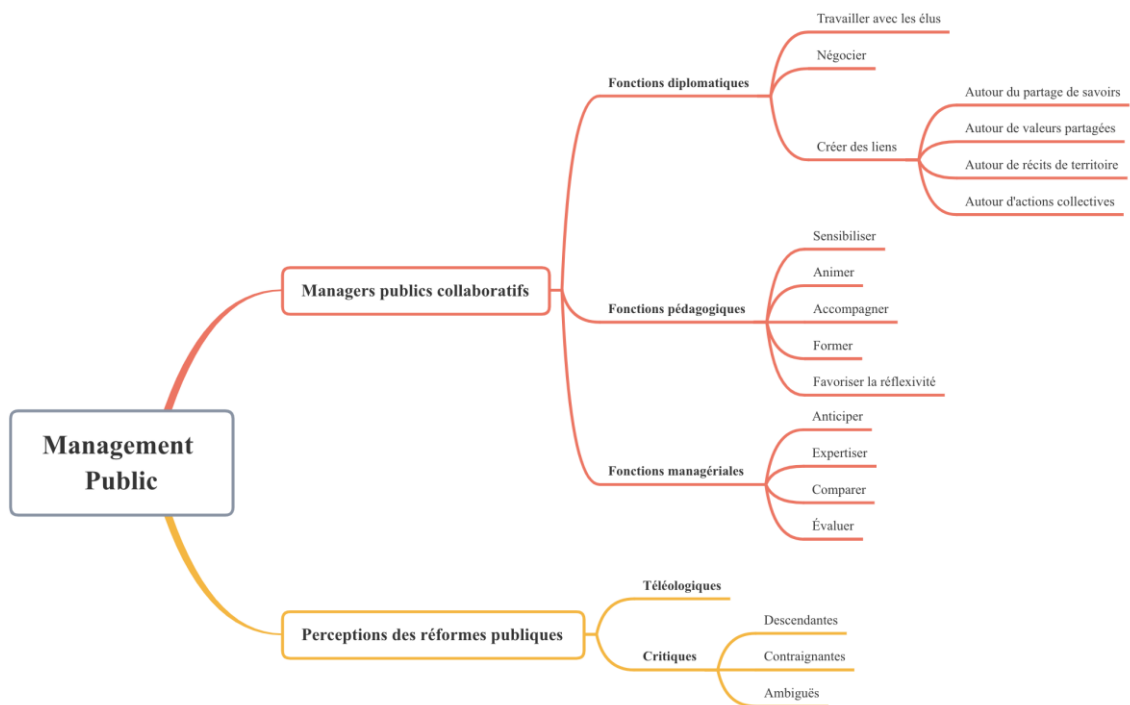 Management
Public
Managers publics collaboratifs
Fonctions diplomatiques
Travailler avec les élus
Négocier
Créer des liens
Autour du partage de savoirs
Autour de valeurs partagées
Autour de récits de territoire
Autour d'actions collectives
Fonctions pédagogiques
Sensibiliser
Animer
Accompagner
Former
Favoriser la réflexivité
Fonctions managériales
Anticiper
Expertiser
Comparer
Évaluer
Perceptions des réformes publiques
Téléologiques
Critiques
Descendantes
Contraignantes
Ambiguës